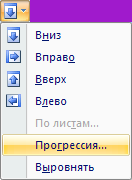 Вниз
Вправо
Вверх
Влево
По листам...
Прогрессия...
Выровнять